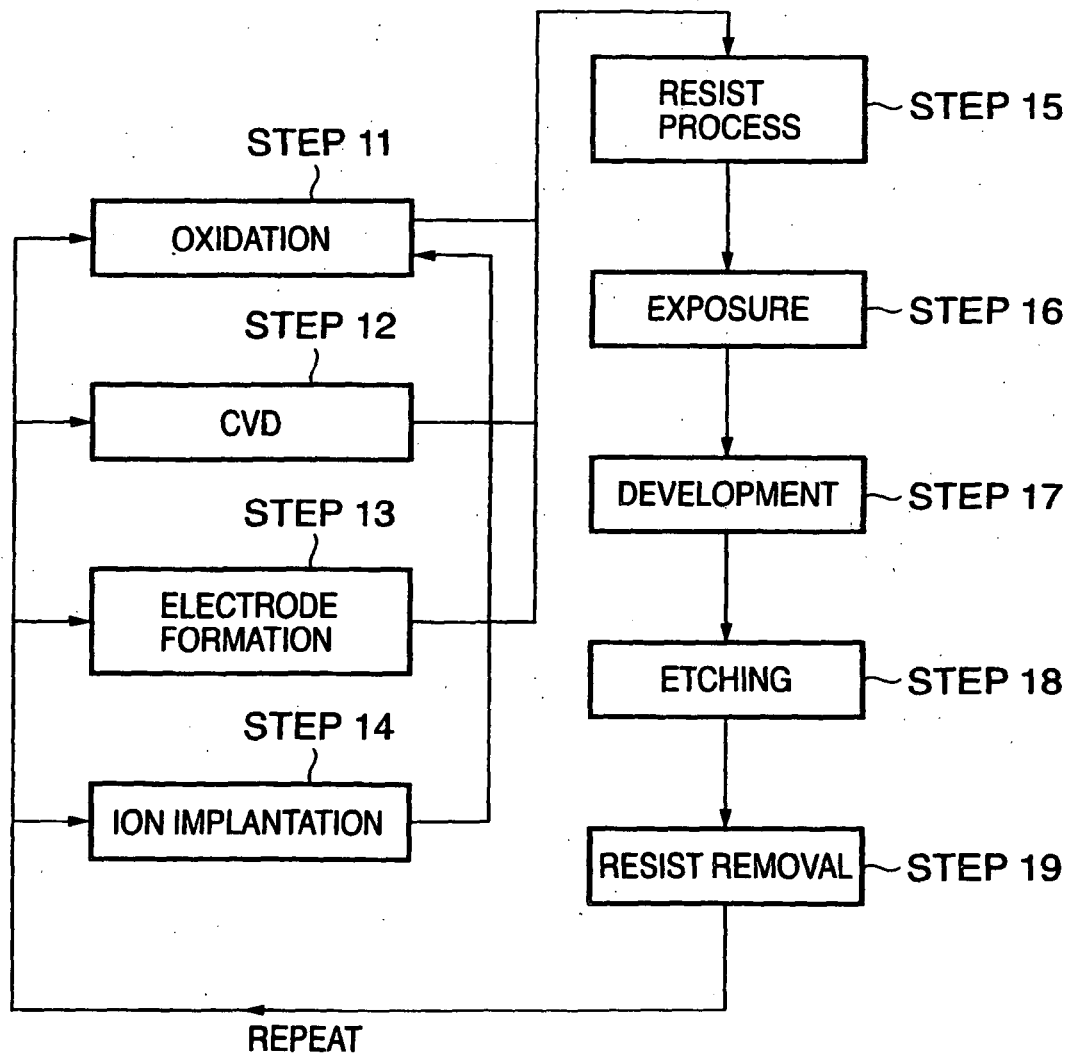 STEP 11
OXIDATION
STEP 12
CVD
STEP 13
ELECTRODE
FORMATION
STEP 14
ION IMPLANTATION
RESIST
PROCESS
STEP 15
EXPOSURE
STEP 16
DEVELOPMENT
STEP 17
ETCHING
STEP 18
RESIST REMOVAL
STEP 19
REPEAT